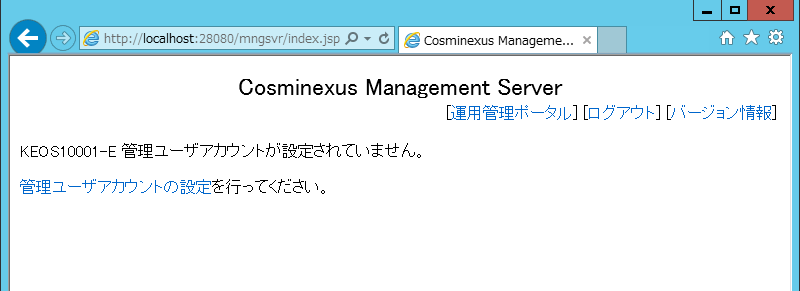 http://localhost:28080/mngsvr/index.jsp
Cosminexus Manageme...
Cosminexus Management Server
[運用管理ポータル] [ログアウト] [バージョン情報]
KEOS10001-E 管理ユーザアカウントが設定されていません。
管理ユーザアカウントの設定を行ってください。